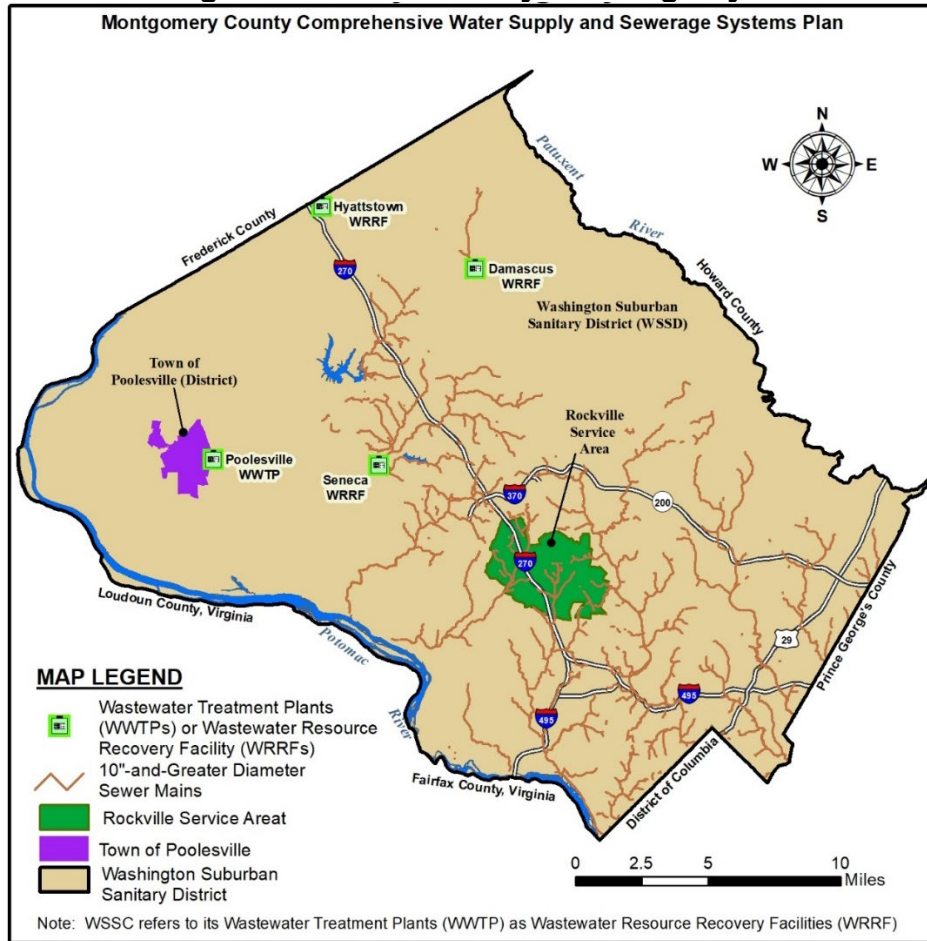 Montgomery County Comprehensive Water Supply and Sewerage Systems Plan
N
W E
S
Patuxent
River
Frederick County
Hyattstown
WRRF
270
Damascus
WRRF
Howard County
Washington Suburban
Sanitary District (WSSD)
Town of
Poolesville (District)
Rockville
Service
Area
Poolesville
WWTP
Seneca
WRRF
370
200
270
Loudoun County, Virginia
Potomac
River
29
Prince George's County
495
495
District of Columbia
Fairfax County, Virginia
MAP LEGEND
Wastewater Treatment Plants
(WWTPs) or Wastewater Resource
Recovery Facility (WRRFs)
10"-and-Greater Diameter
Sewer Mains
Rockville Service Areat
Town of Poolesville
Washington Suburban
Sanitary District
0 2.5 5 10
Miles
Note: WSSC refers to its Wastewater Treatment Plants (WWTP) as Wastewater Resource Recovery Facilities (WRRF)